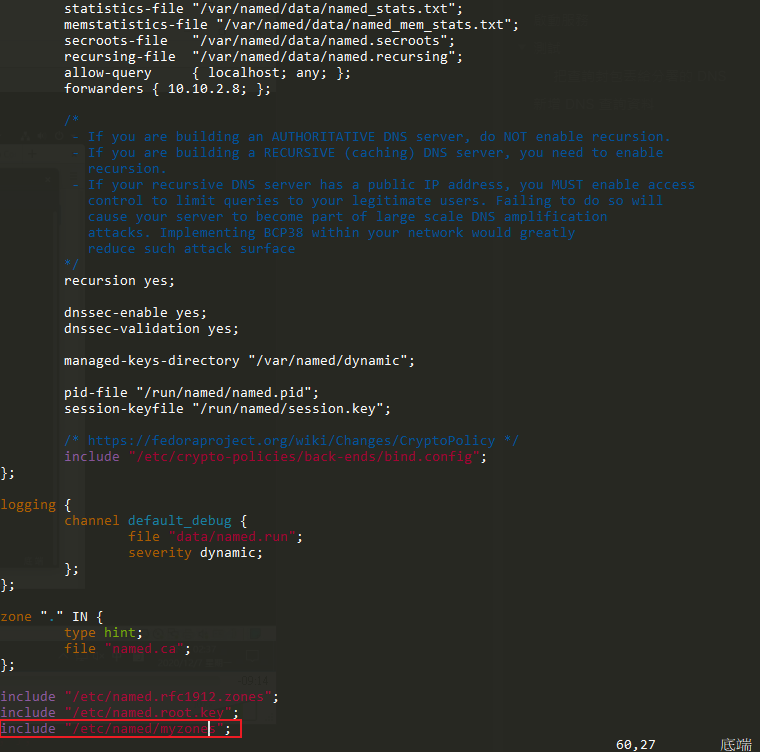 statistics-file "/var/named/data/named_stats.txt";
memstatistics-file "/var/named/data/named_mem_stats.txt";
secroots-file   "/var/named/data/named.secroots";
recursing-file  "/var/named/data/named.recursing";
allow-query     { localhost; any; };
forwarders { 10.10.2.8; };
/*
- If you are building an AUTHORITATIVE DNS server, do NOT enable recursion.
- If you are building a RECURSIVE (caching) DNS server, you need to enable
recursion.
- If your recursive DNS server has a public IP address, you MUST enable access
control to limit queries to your legitimate users. Failing to do so will
cause your server to become part of large scale DNS amplification
attacks. Implementing BCP38 within your network would greatly
reduce such attack surface
*/
recursion yes;
dnssec-enable yes;
dnssec-validation yes;
managed-keys-directory "/var/named/dynamic";
pid-file "/run/named/named.pid";
session-keyfile "/run/named/session.key";
/* https://fedoraproject.org/wiki/Changes/CryptoPolicy */
include "/etc/crypto-policies/back-ends/bind.config";
};
logging {
channel default_debug {
file "data/named.run";
severity dynamic;
};
};
zone "." IN {
type hint;
file "named.ca";
};
include "/etc/named.rfc1912.zones";
include "/etc/named.root.key";
include "/etc/named/myzones";
60,27 底端